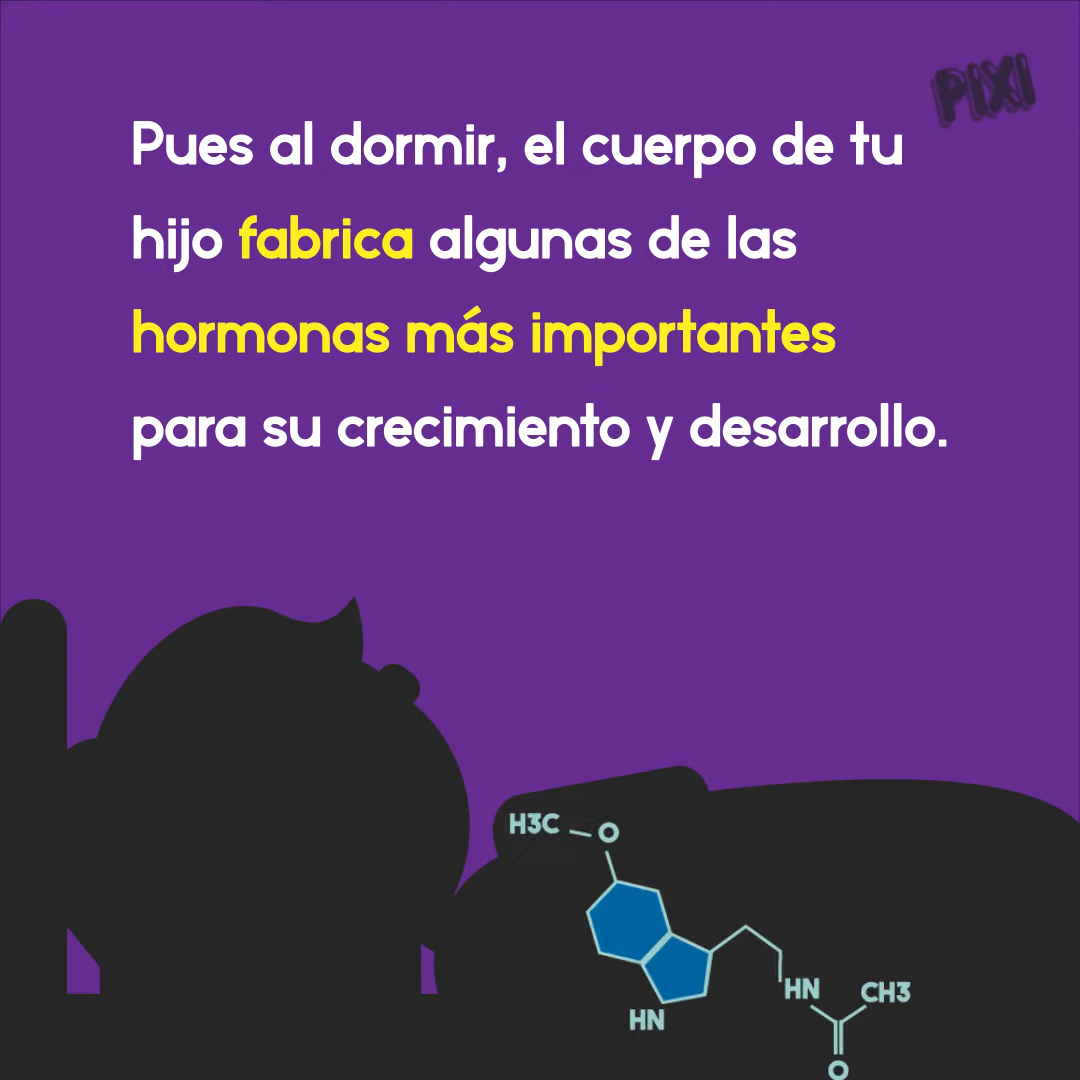 PIXI
Pues al dormir, el cuerpo de tu
hijo fabrica algunas de las
hormonas más importantes
para su crecimiento y desarrollo.
H3C
O
HN
CH3
HN
O